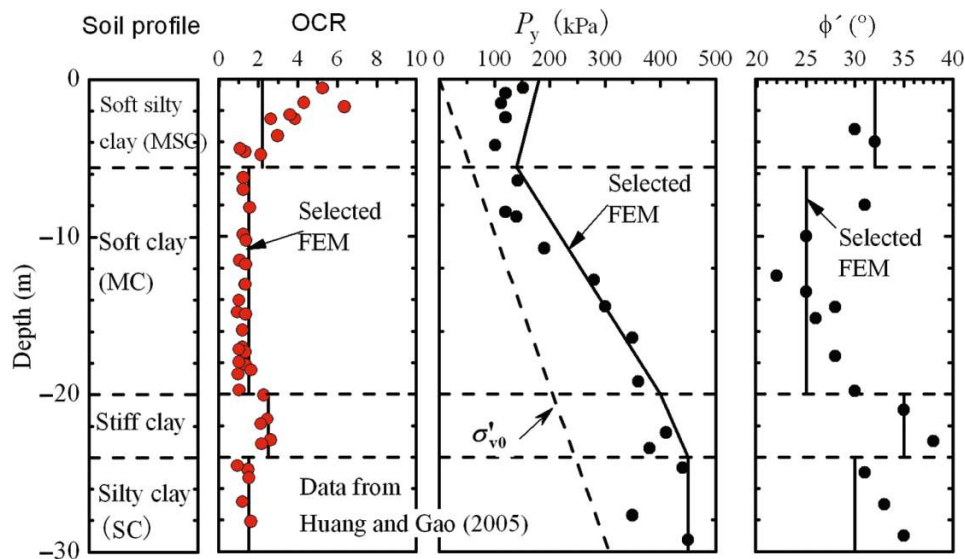 Soil profile
OCR
P_y (kPa)
ϕ´ (°)
0 2 4 6 8 10
0 100 200 300 400 500
20 25 30 35 40
0
−10
−20
−30
Depth (m)
Soft silty
clay (MSC)
Soft clay
(MC)
Stiff clay
Silty clay
(SC)
Selected
FEM
Data from
Huang and Gao (2005)
Selected
FEM
σ'v0
Selected
FEM